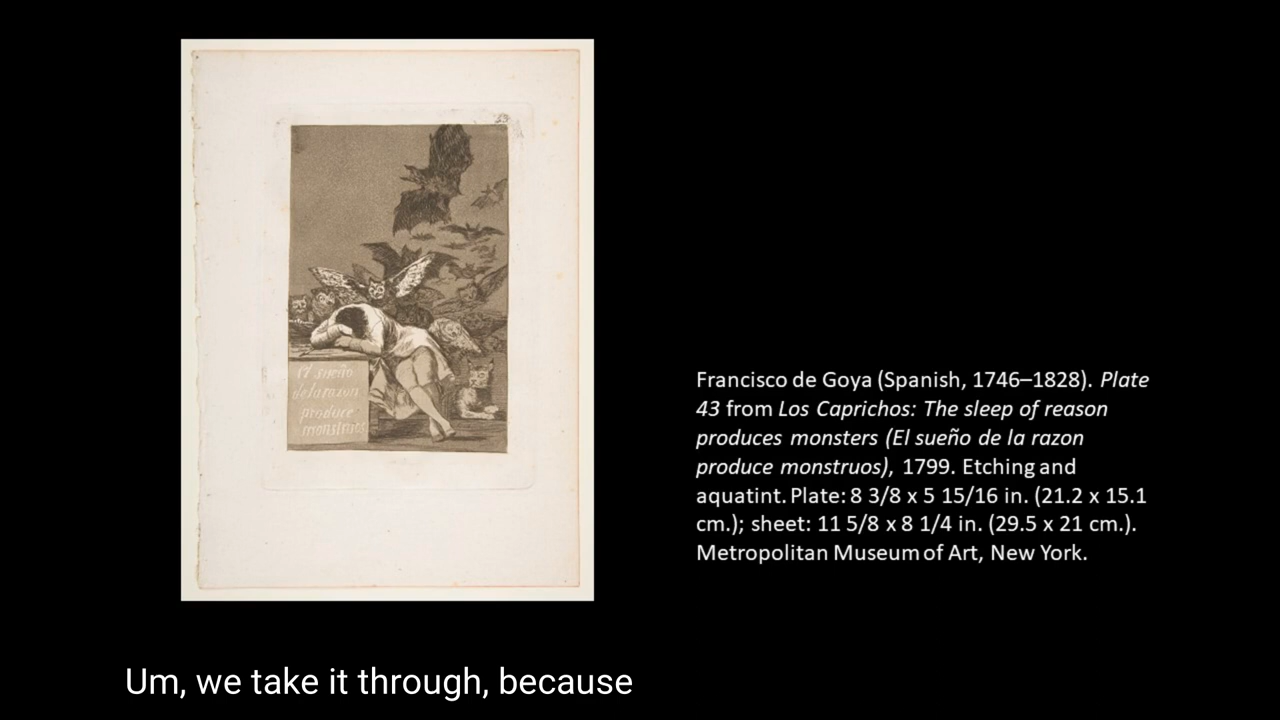 43
El sueño
de la razon
produce
monstruos
Francisco de Goya (Spanish, 1746–1828). Plate
43 from Los Caprichos: The sleep of reason
produces monsters (El sueño de la razon
produce monstruos), 1799. Etching and
aquatint. Plate: 8 3/8 x 5 15/16 in. (21.2 x 15.1
cm.); sheet: 11 5/8 x 8 1/4 in. (29.5 x 21 cm.).
Metropolitan Museum of Art, New York.
Um, we take it through, because